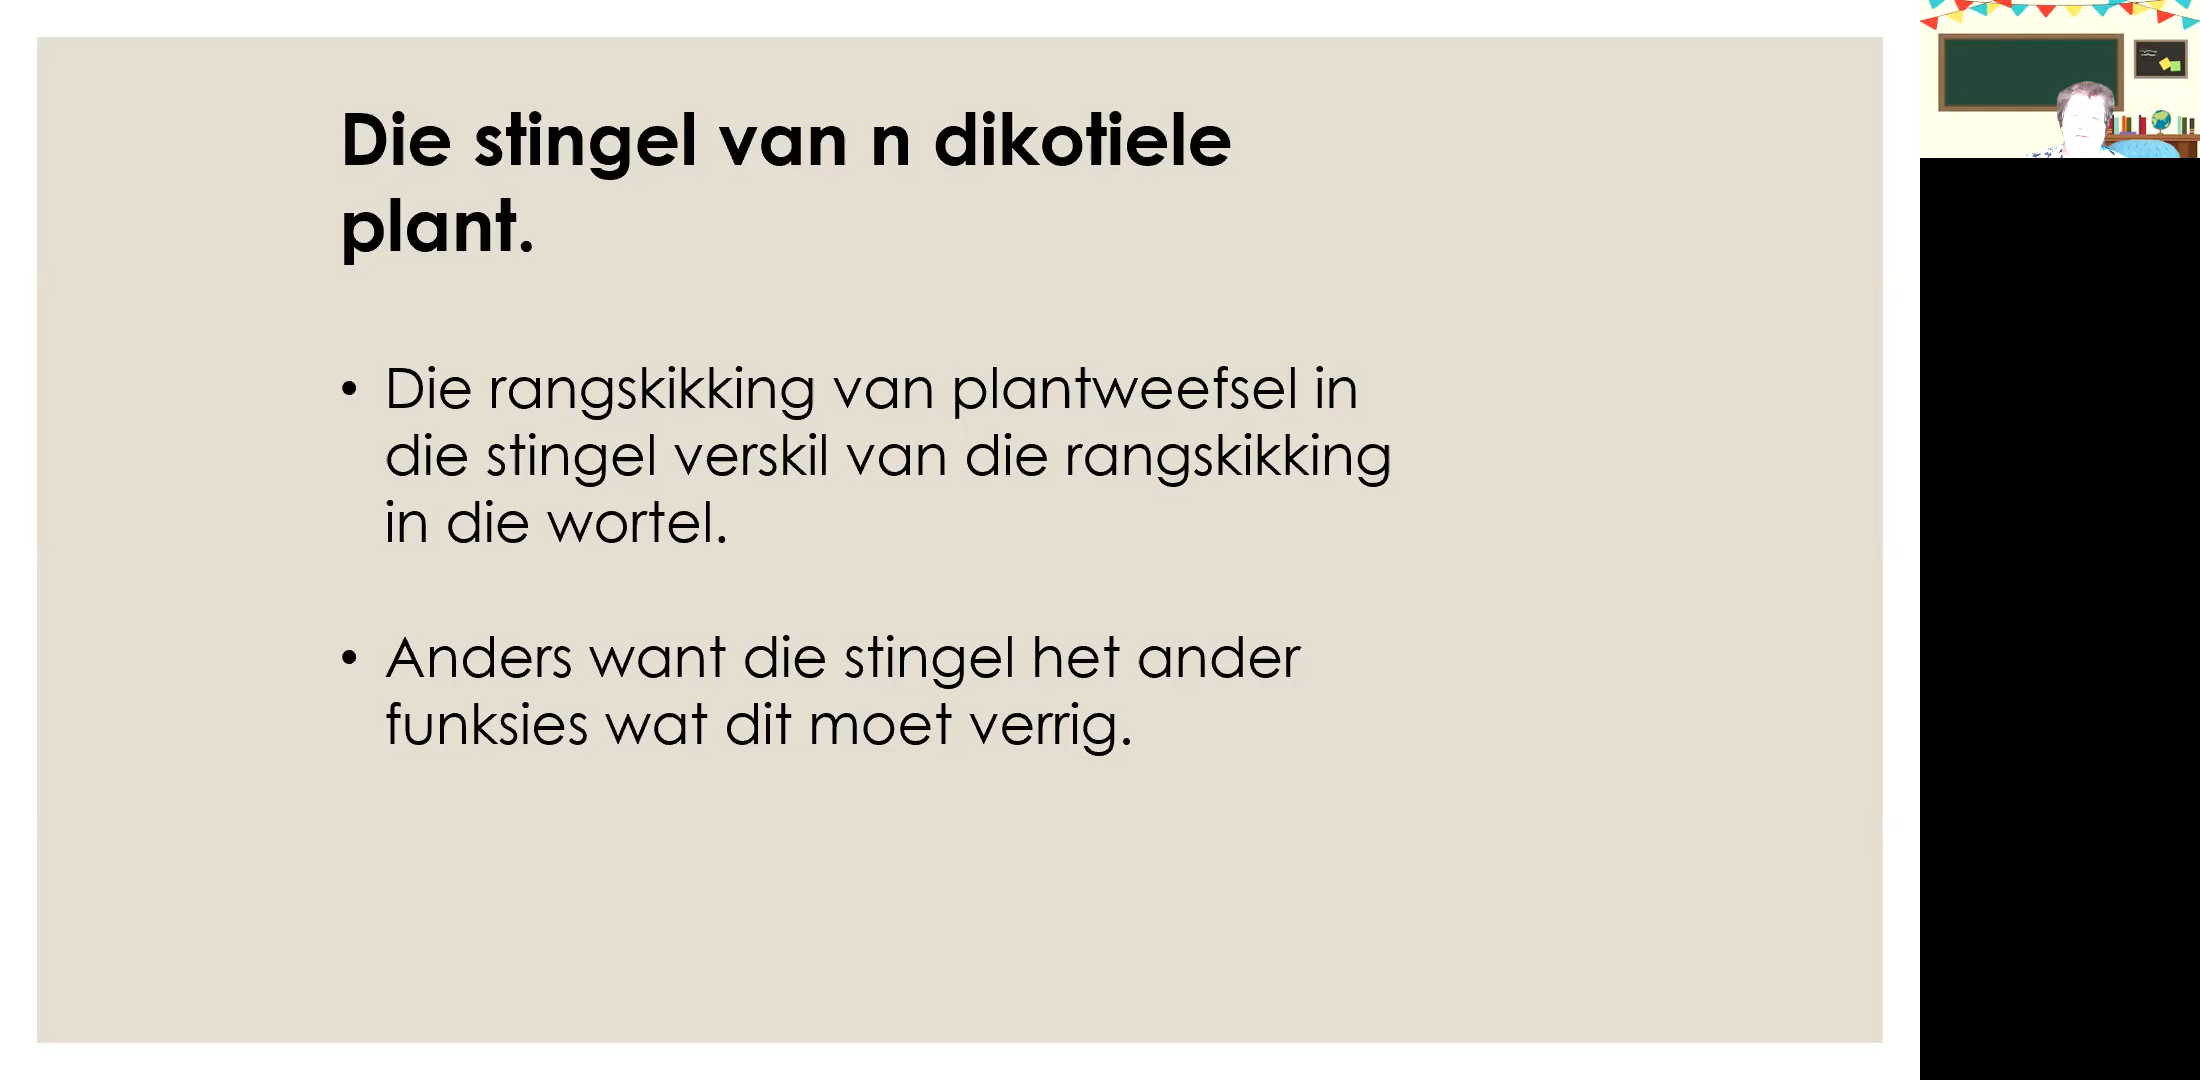 Die stingel van n dikotiele
plant.
• Die rangskikking van plantweefsel in
die stingel verskil van die rangskikking
in die wortel.
• Anders want die stingel het ander
funksies wat dit moet verrig.